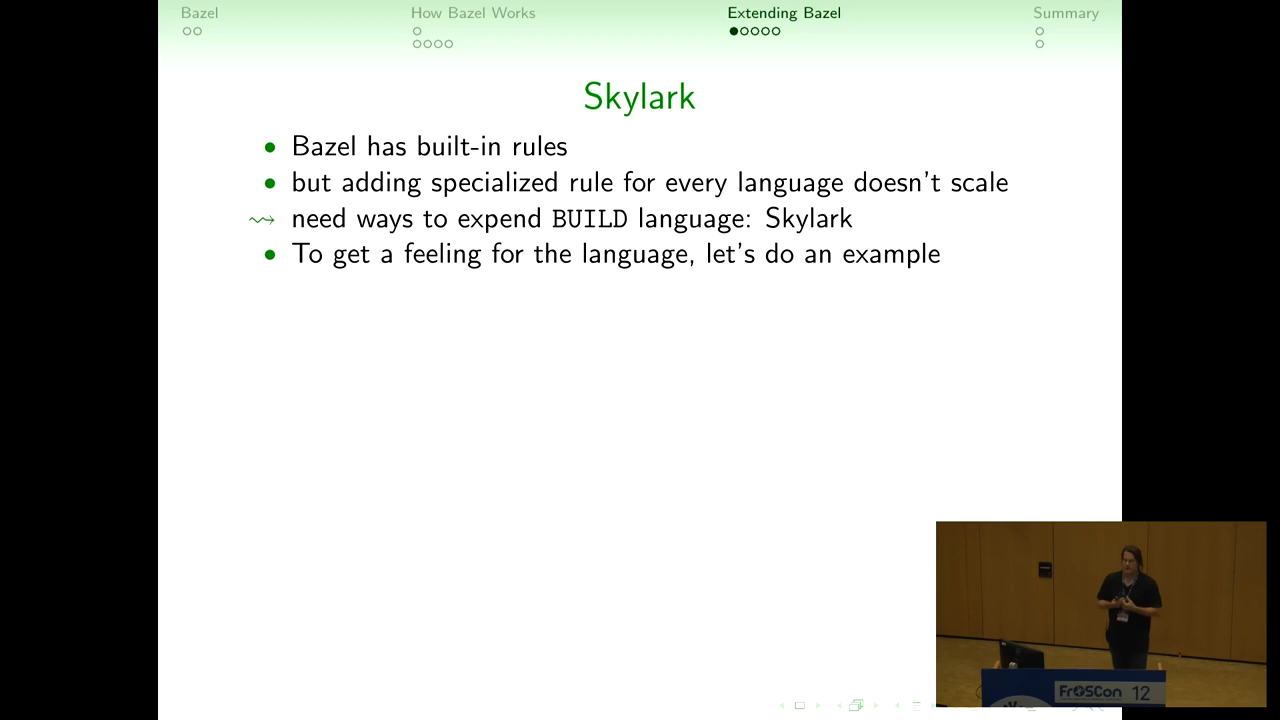 Bazel
How Bazel Works
Extending Bazel
Summary
Skylark
Bazel has built-in rules
but adding specialized rule for every language doesn't scale
need ways to expend BUILD language: Skylark
To get a feeling for the language, let's do an example
FrOSCon 12